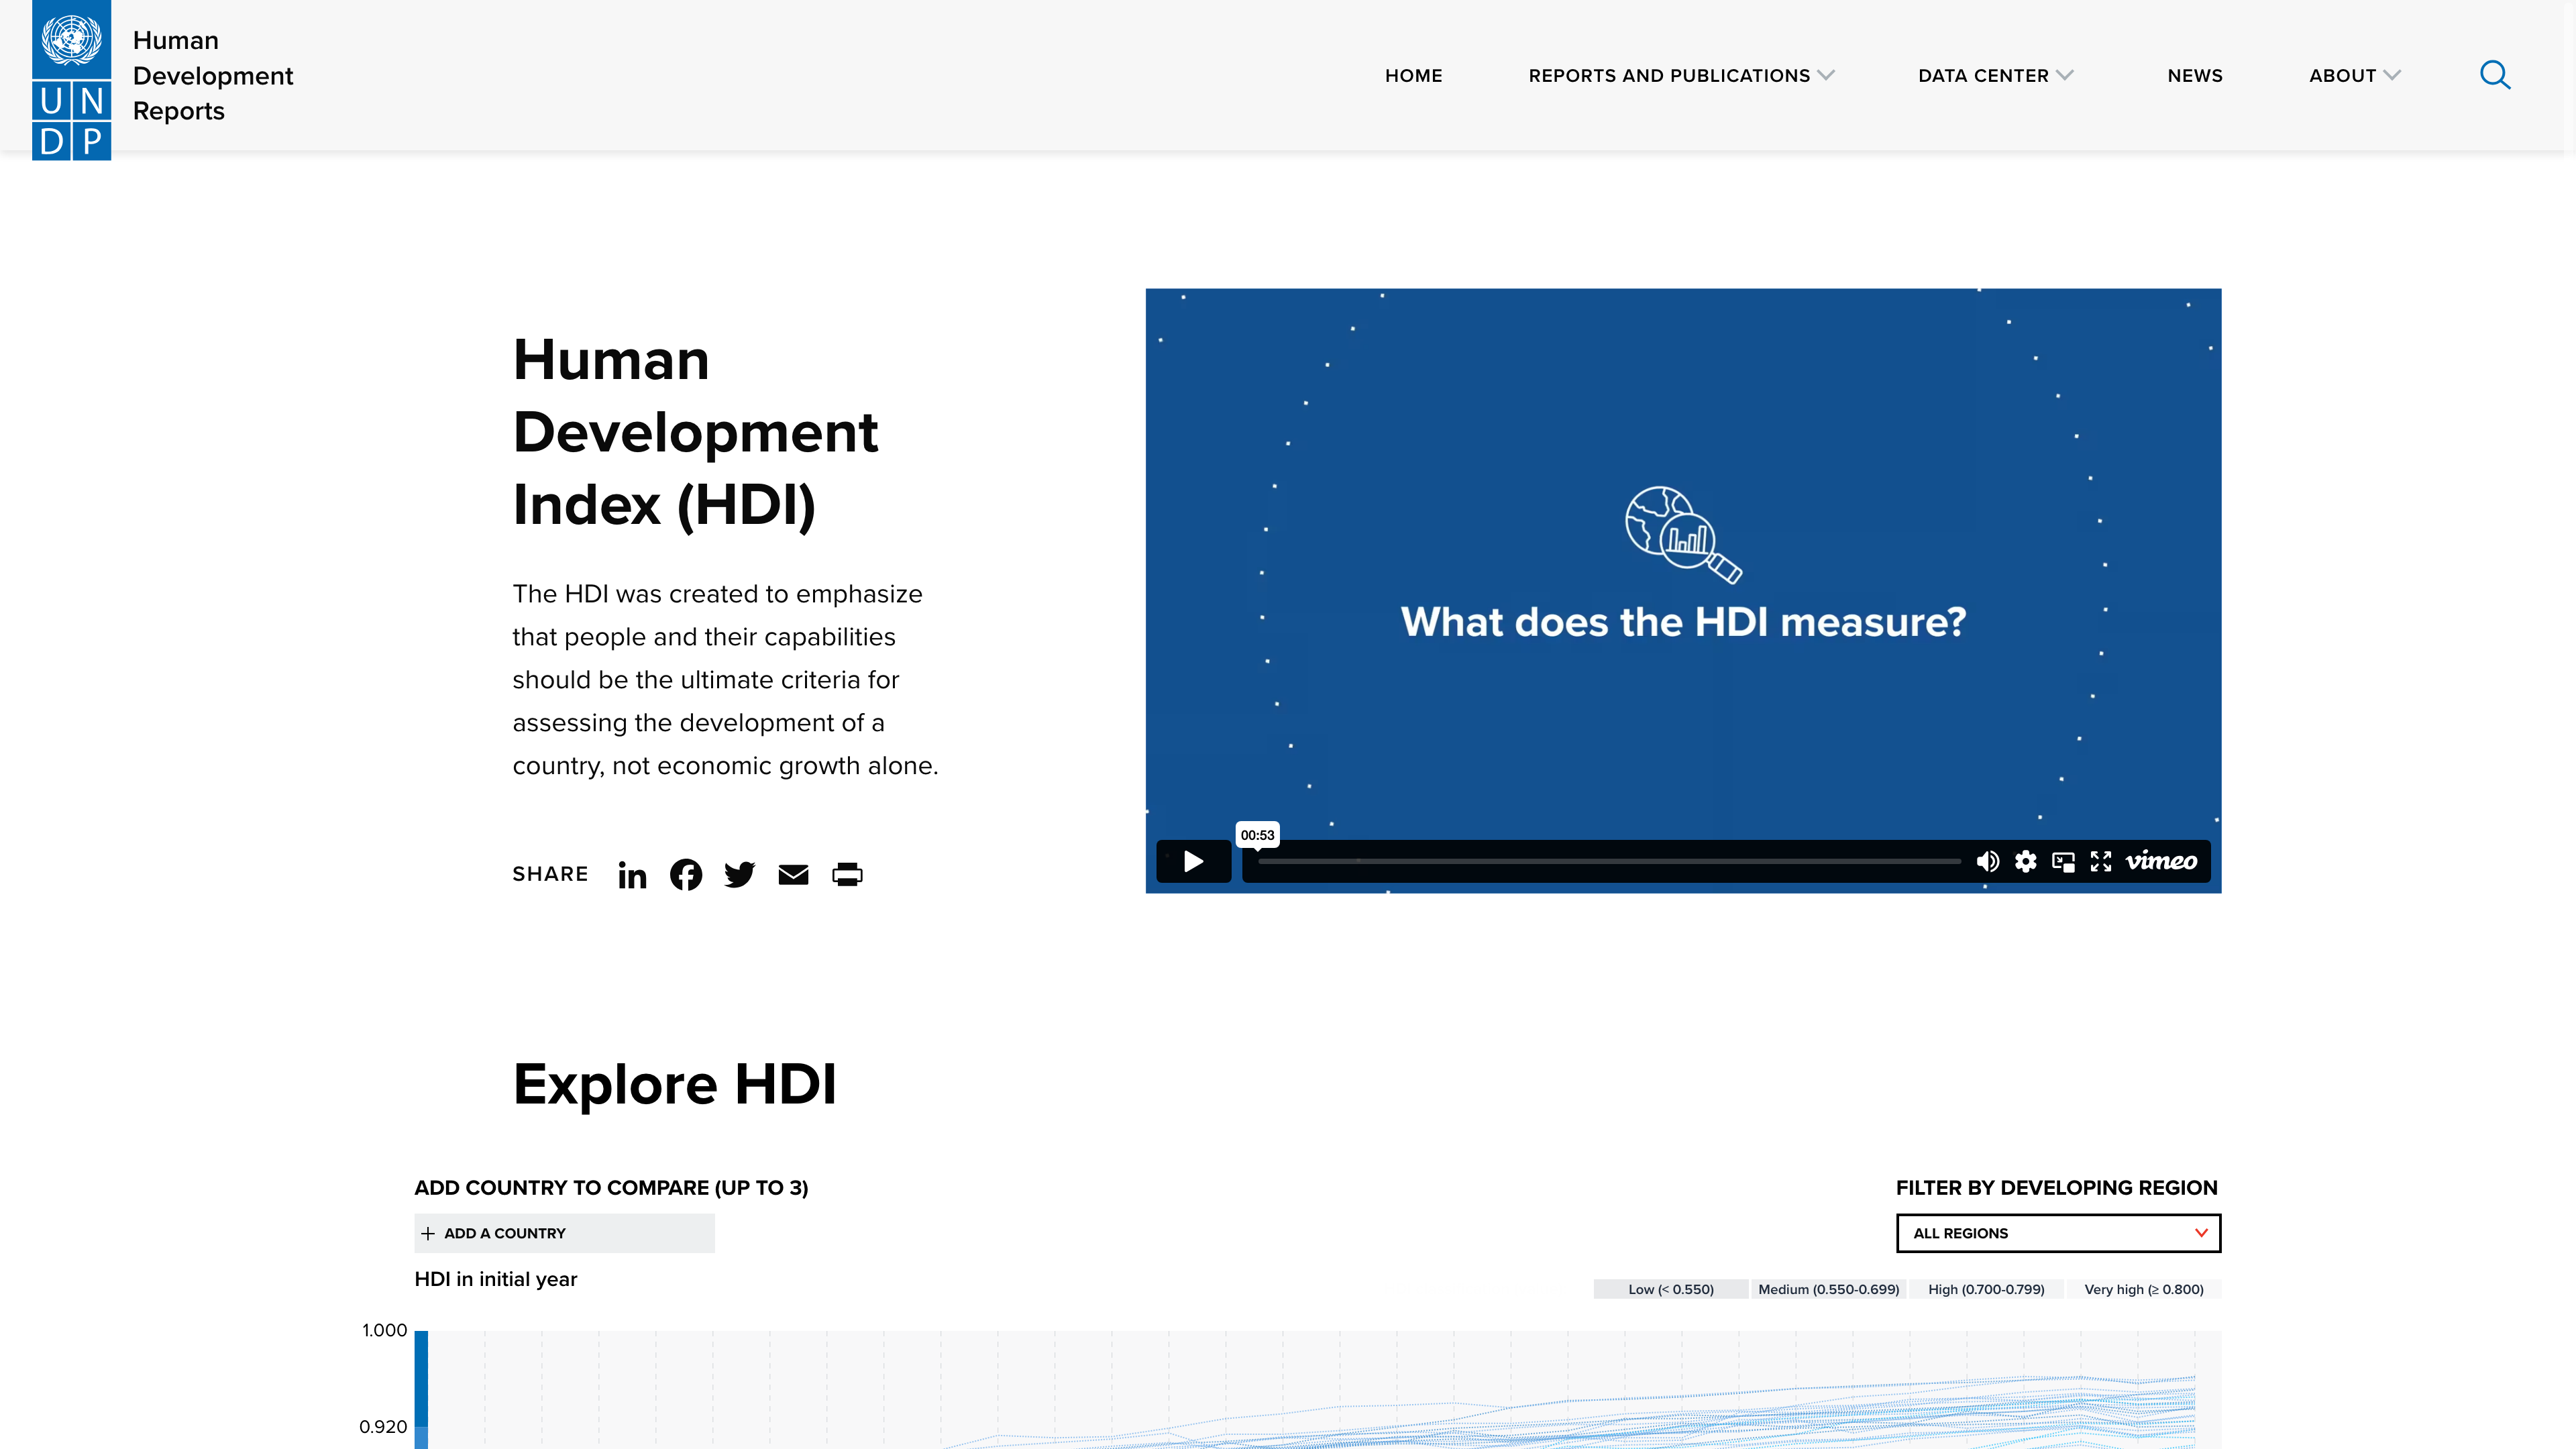 U N
D P
Human
Development
Reports
HOME
REPORTS AND PUBLICATIONS
DATA CENTER
NEWS
ABOUT
Human
Development
Index (HDI)
The HDI was created to emphasize
that people and their capabilities
should be the ultimate criteria for
assessing the development of a
country, not economic growth alone.
SHARE
What does the HDI measure?
00:53
vimeo
Explore HDI
ADD COUNTRY TO COMPARE (UP TO 3)
FILTER BY DEVELOPING REGION
ADD A COUNTRY
ALL REGIONS
HDI in initial year
Low (< 0.550)
Medium (0.550-0.699)
High (0.700-0.799)
Very high (≥ 0.800)
1.000
0.920